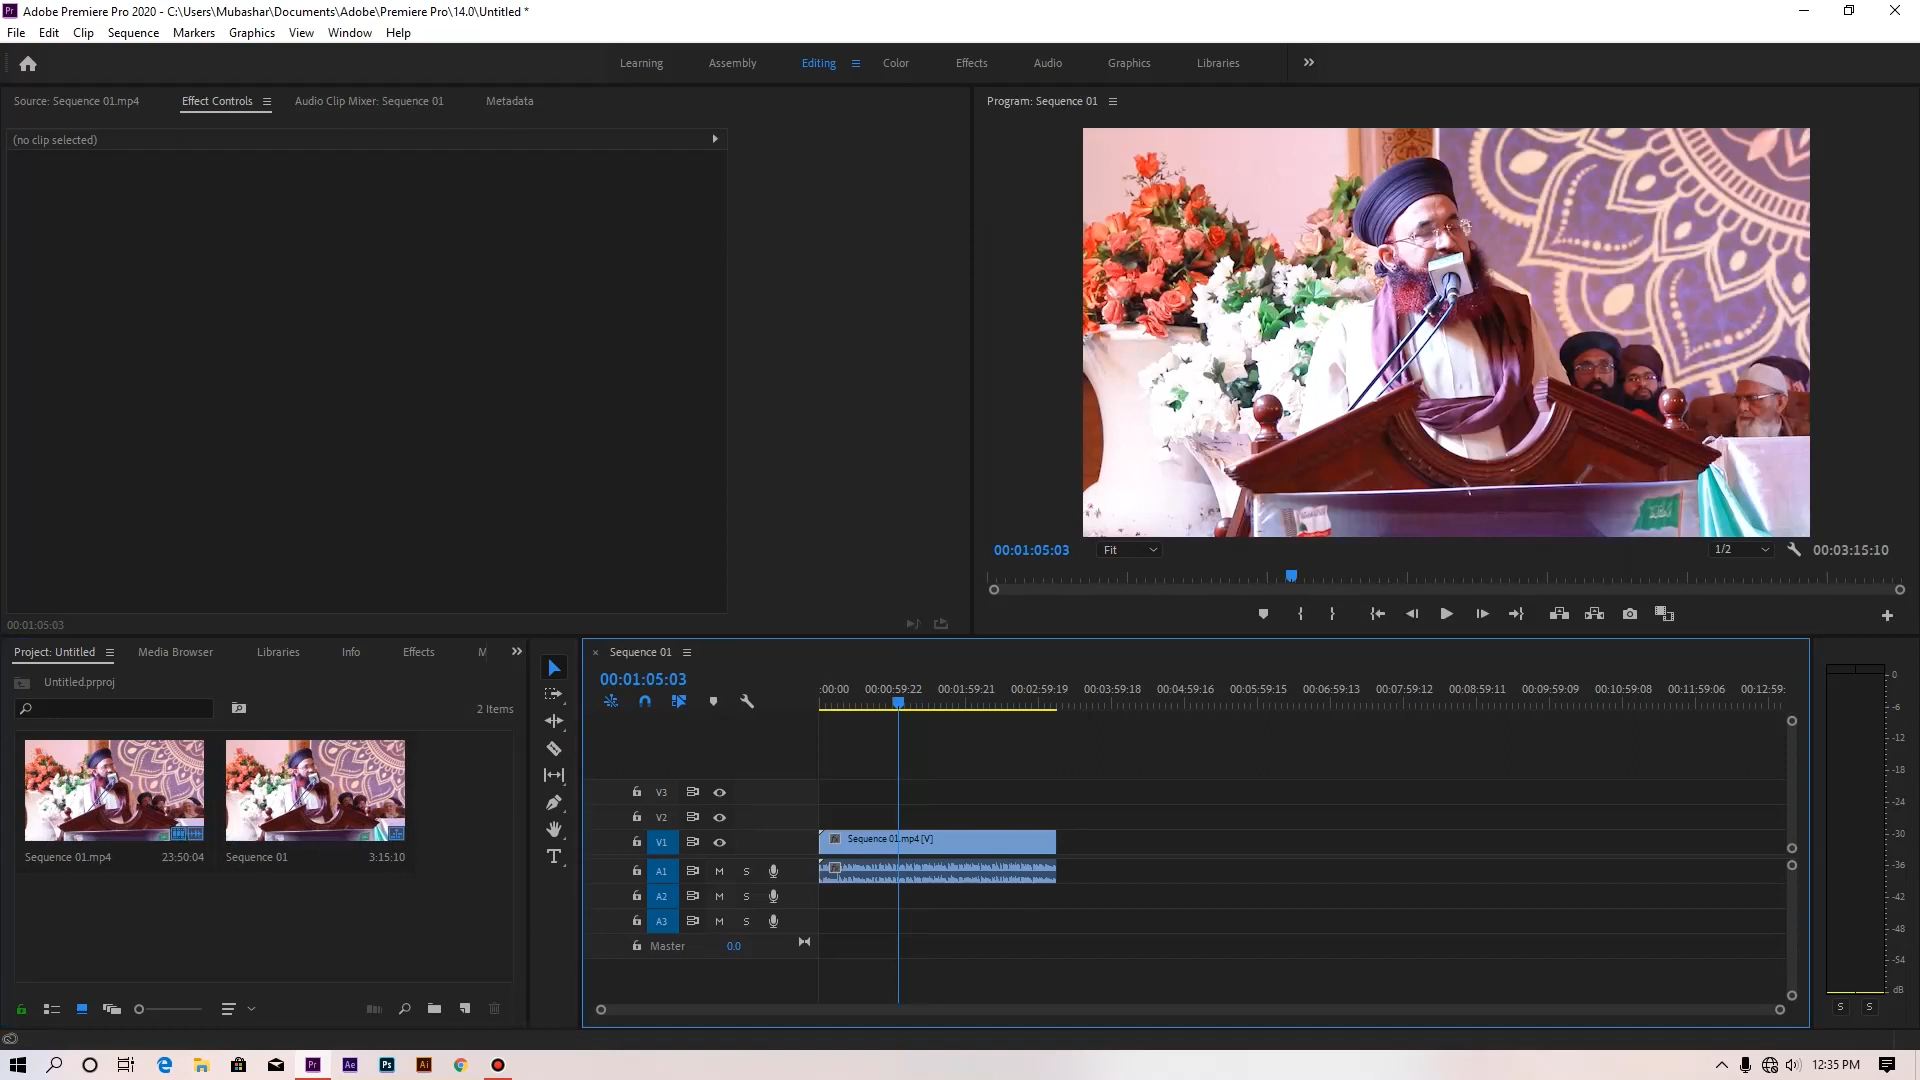 Adobe Premiere Pro 2020 - C:\Users\Mubashar\Documents\Adobe\Premiere Pro\14.0\Untitled *
File Edit Clip Sequence Markers Graphics View Window Help
Learning Assembly Editing Color Effects Audio Graphics Libraries
Source: Sequence 01.mp4 Effect Controls Audio Clip Mixer: Sequence 01 Metadata
Program: Sequence 01
(no clip selected)
00:01:05:03 Fit 1/2 00:03:15:10
00:01:05:03
Project: Untitled Media Browser Libraries Info Effects M
Untitled.prproj
2 Items
Sequence 01.mp4 23:50:04
Sequence 01 3:15:10
Sequence 01
00:01:05:03
:00:00 00:00:59:22 00:01:59:21 00:02:59:19 00:03:59:18 00:04:59:16 00:05:59:15 00:06:59:13 00:07:59:12 00:08:59:11 00:09:59:09 00:10:59:08 00:11:59:06 00:12:59:
V3
V2
V1 Sequence 01.mp4 [V]
A1 M S
A2 M S
A3 M S
Master 0.0
0
-6
-12
-18
-24
-30
-36
-42
-48
-54
dB
S S
Pr Ae Ps Ai
12:35 PM